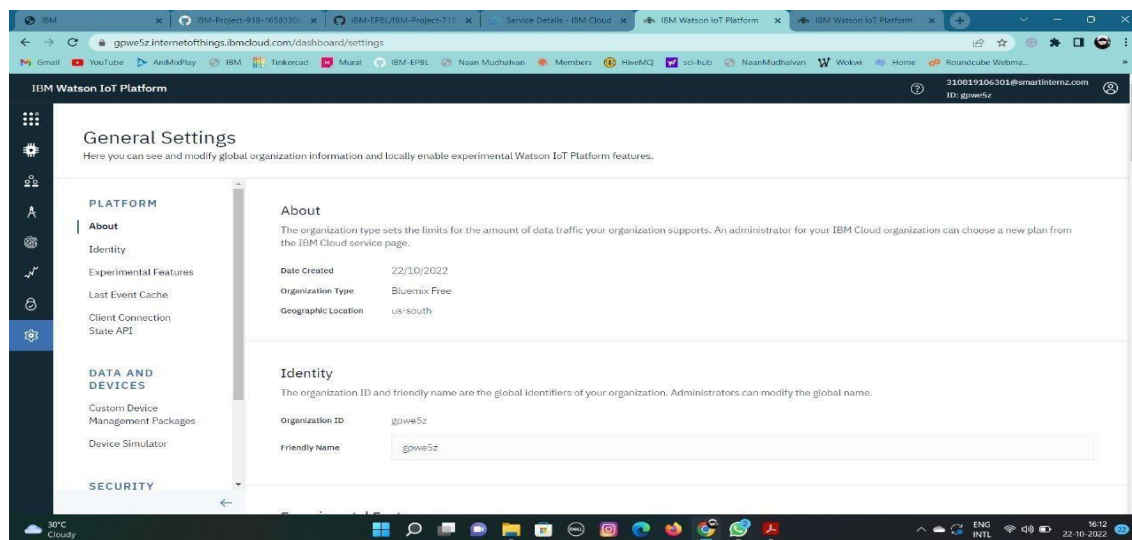 IBM
IBM-Project-918-1658330
IBM-EPBL/IBM-Project-718
Service Details - IBM Cloud
IBM Watson IoT Platform
IBM Watson IoT Platform
gpwe5z.internetofthings.ibmcloud.com/dashboard/settings
Gmail YouTube AniMixPlay IBM Tinkercad Mural IBM-EPBL Naan Mudhalvan Members HiveMQ sci-hub NaanMudhalvan Wokwi Home Roundcube Webma...
IBM Watson IoT Platform
310819106301@smartinternz.com
ID: gpwe5z
General Settings
Here you can see and modify global organization information and locally enable experimental Watson IoT Platform features.
PLATFORM
About
Identity
Experimental Features
Last Event Cache
Client Connection
State API
DATA AND
DEVICES
Custom Device
Management Packages
Device Simulator
SECURITY
About
The organization type sets the limits for the amount of data traffic your organization supports. An administrator for your IBM Cloud organization can choose a new plan from
the IBM Cloud service page.
Date Created 22/10/2022
Organization Type Bluemix Free
Geographic Location us-south
Identity
The organization ID and friendly name are the global identifiers of your organization. Administrators can modify the global name.
Organization ID gpwe5z
Friendly Name gpwe5z
30°C
Cloudy
ENG
INTL
16:12
22-10-2022